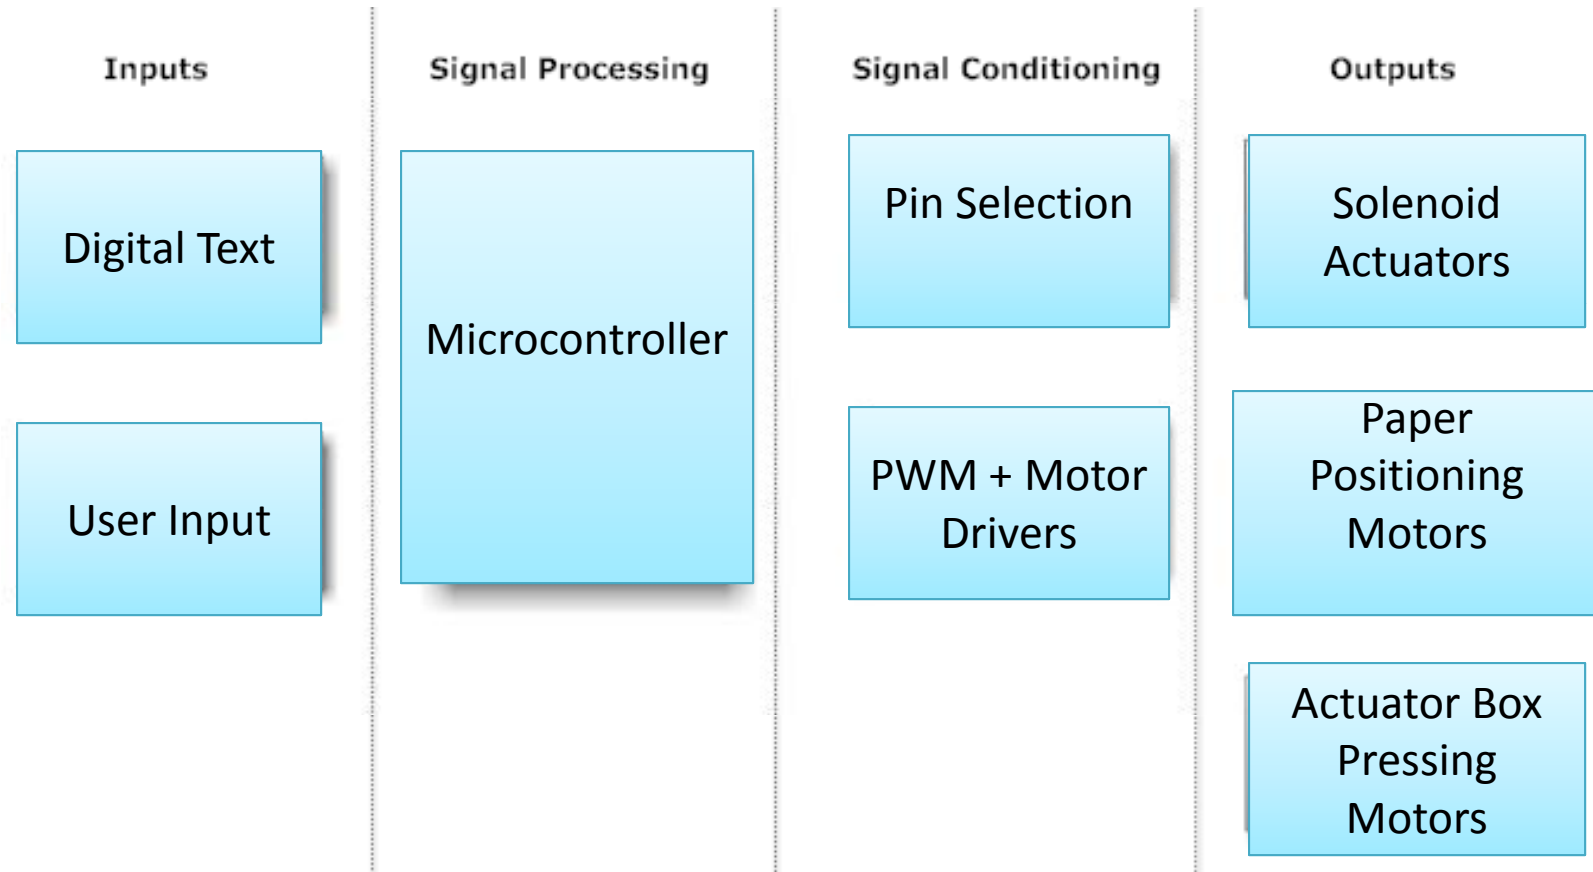 Inputs
Signal Processing
Signal Conditioning
Outputs
Digital Text
User Input
Microcontroller
Pin Selection
PWM + Motor
Drivers
Solenoid
Actuators
Paper
Positioning
Motors
Actuator Box
Pressing
Motors